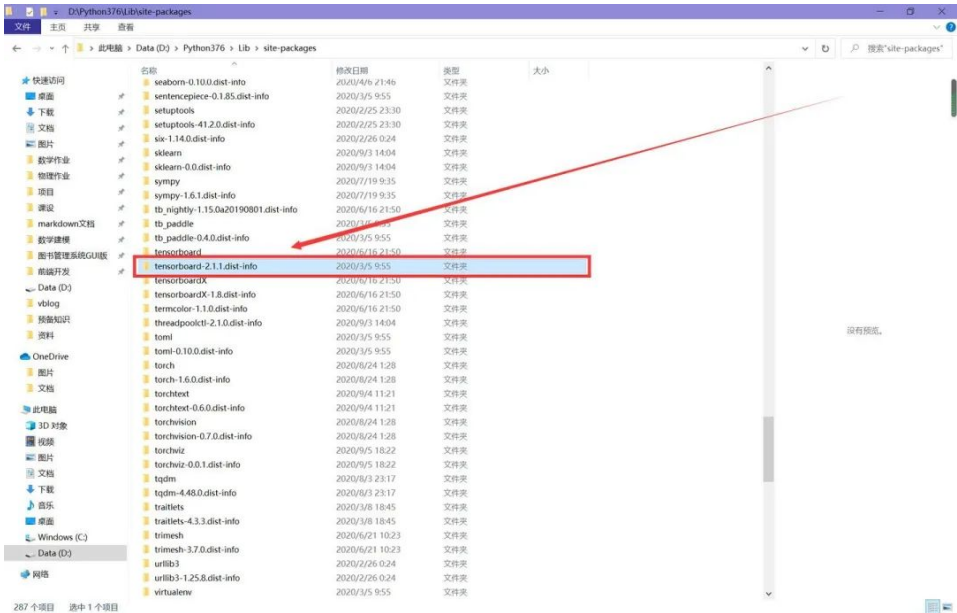 D:\Python376\Lib\site-packages
文件 主页 共享 查看
此电脑 > Data (D:) > Python376 > Lib > site-packages
搜索"site-packages"
名称 修改日期 类型 大小
seaborn-0.10.0.dist-info 2020/4/6 21:46 文件夹
快速访问
sentencepiece-0.1.85.dist-info 2020/3/5 9:55 文件夹
桌面
setuptools 2020/2/25 23:30 文件夹
下载
setuptools-41.2.0.dist-info 2020/2/25 23:30 文件夹
文档
six-1.14.0.dist-info 2020/2/26 0:24 文件夹
图片
sklearn 2020/9/3 14:04 文件夹
数学作业
sklearn-0.0.dist-info 2020/9/3 14:04 文件夹
物理作业
sympy 2020/7/19 9:35 文件夹
项目
sympy-1.6.1.dist-info 2020/7/19 9:35 文件夹
课设
tb_nightly-1.15.0a20190801.dist-info 2020/6/16 21:50 文件夹
markdown文档
tb_paddle 文件夹
数学建模
tb_paddle-0.4.0.dist-info 2020/3/5 9:55 文件夹
图书管理系统GUI版
tensorboard 2020/6/16 21:50 文件夹
前端开发
tensorboard-2.1.1.dist-info 2020/3/5 9:55 文件夹
Data (D:)
tensorboardX 2020/6/16 21:50 文件夹
vblog
tensorboardX-1.8.dist-info 2020/6/16 21:50 文件夹
预备知识
termcolor-1.1.0.dist-info 2020/6/16 21:50 文件夹
资料
threadpoolctl-2.1.0.dist-info 2020/9/3 14:04 文件夹
toml 2020/3/5 9:55 文件夹
没有预览。
OneDrive
toml-0.10.0.dist-info 2020/3/5 9:55 文件夹
图片
torch 2020/8/24 1:28 文件夹
文档
torch-1.6.0.dist-info 2020/8/24 1:28 文件夹
torchtext 2020/9/4 11:21 文件夹
此电脑
torchtext-0.6.0.dist-info 2020/9/4 11:21 文件夹
3D 对象
torchvision 2020/8/24 1:28 文件夹
视频
torchvision-0.7.0.dist-info 2020/8/24 1:28 文件夹
图片
torchviz 2020/9/5 18:22 文件夹
文档
torchviz-0.0.1.dist-info 2020/9/5 18:22 文件夹
下载
tqdm 2020/8/3 23:17 文件夹
音乐
tqdm-4.48.0.dist-info 2020/8/3 23:17 文件夹
桌面
traitlets 2020/3/8 18:45 文件夹
Windows (C:)
traitlets-4.3.3.dist-info 2020/3/8 18:45 文件夹
Data (D:)
trimesh 2020/6/21 10:23 文件夹
网络
trimesh-3.7.0.dist-info 2020/6/21 10:23 文件夹
urllib3 2020/2/26 0:24 文件夹
urllib3-1.25.8.dist-info 2020/2/26 0:24 文件夹
virtualenv 2020/3/5 9:55 文件夹
287 个项目 选中 1 个项目